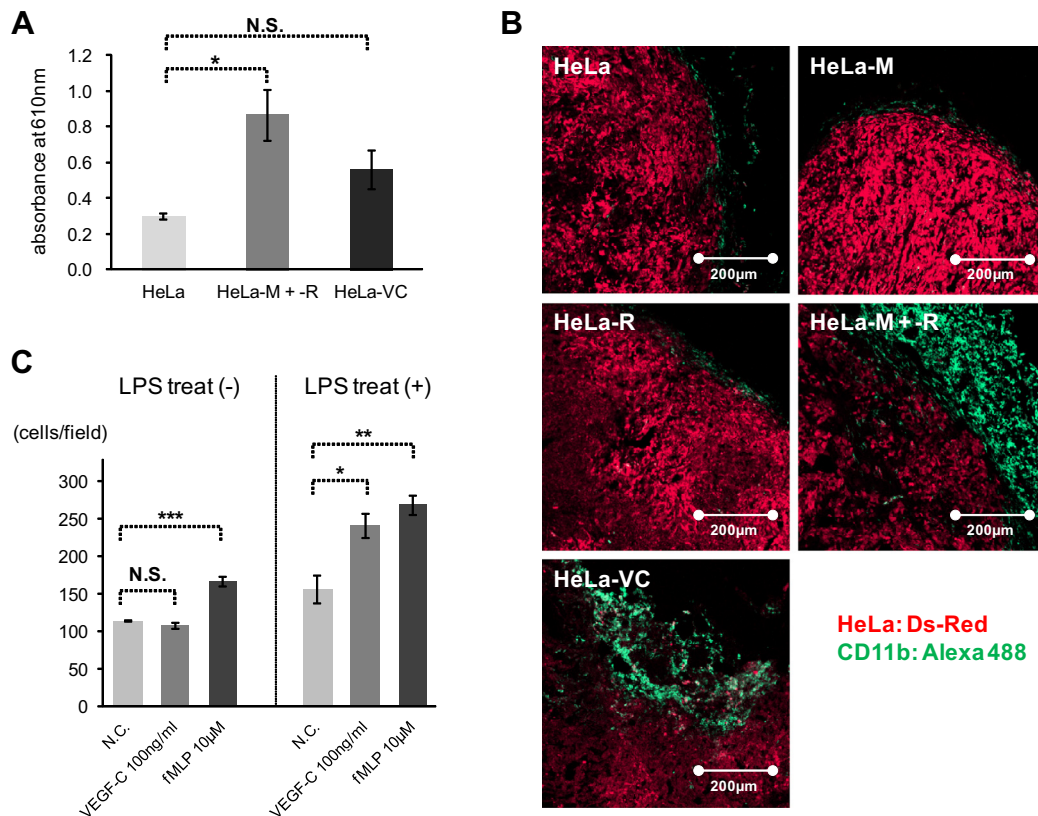 A
N.S.
*
1.2
1.0
0.8
0.6
0.4
0.2
0.0
absorbance at 610nm
HeLa
HeLa-M + -R
HeLa-VC
B
HeLa
200µm
HeLa-M
200µm
HeLa-R
200µm
HeLa-M + -R
200µm
HeLa-VC
200µm
HeLa: Ds-Red
CD11b: Alexa 488
C
LPS treat (-)
LPS treat (+)
(cells/field)
300
250
200
150
100
50
0
***
N.S.
**
*
N.C.
VEGF-C 100ng/ml
fMLP 10µM
N.C.
VEGF-C 100ng/ml
fMLP 10µM